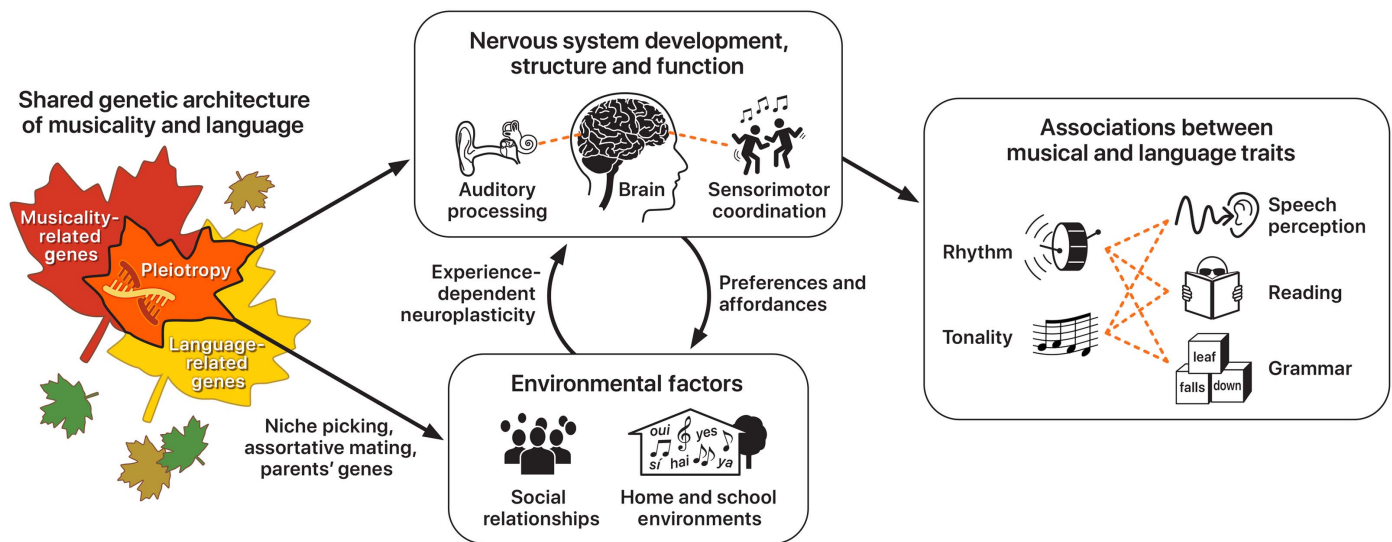 Shared genetic architecture
of musicality and language
Musicality-
related
genes
Pleiotropy
Language-
related
genes
Niche picking,
assortative mating,
parents’ genes
Nervous system development,
structure and function
Auditory
processing
Brain
Sensorimotor
coordination
Experience-
dependent
neuroplasticity
Preferences and
affordances
Environmental factors
oui
yes
sí
hai
ya
Social
relationships
Home and school
environments
Associations between
musical and language traits
Rhythm
Tonality
Speech
perception
Reading
leaf
falls
down
Grammar